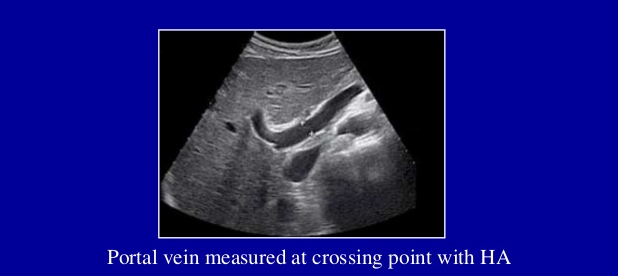 Portal vein measured at crossing point with HA